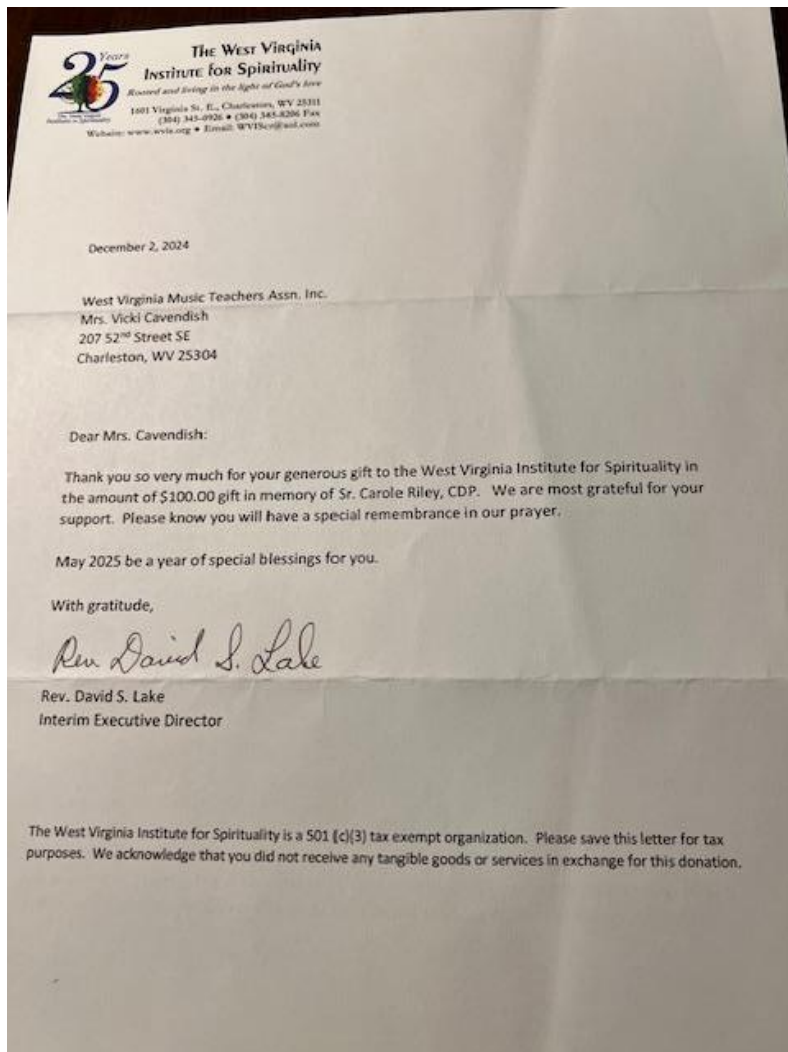 25 Years
The West Virginia
Institute for Spirituality
Rooted and living in the light of God's love
1601 Virginia St. E., Charleston, WV 25311
(304) 345-0926 • (304) 345-8206 Fax
Website: www.wvis.org • Email: WVISce@aol.com
December 2, 2024
West Virginia Music Teachers Assn. Inc.
Mrs. Vicki Cavendish
207 52nd Street SE
Charleston, WV 25304
Dear Mrs. Cavendish:
Thank you so very much for your generous gift to the West Virginia Institute for Spirituality in
the amount of $100.00 gift in memory of Sr. Carole Riley, CDP. We are most grateful for your
support. Please know you will have a special remembrance in our prayer.
May 2025 be a year of special blessings for you.
With gratitude,
Rev David S. Lake
Rev. David S. Lake
Interim Executive Director
The West Virginia Institute for Spirituality is a 501 (c)(3) tax exempt organization. Please save this letter for tax
purposes. We acknowledge that you did not receive any tangible goods or services in exchange for this donation.